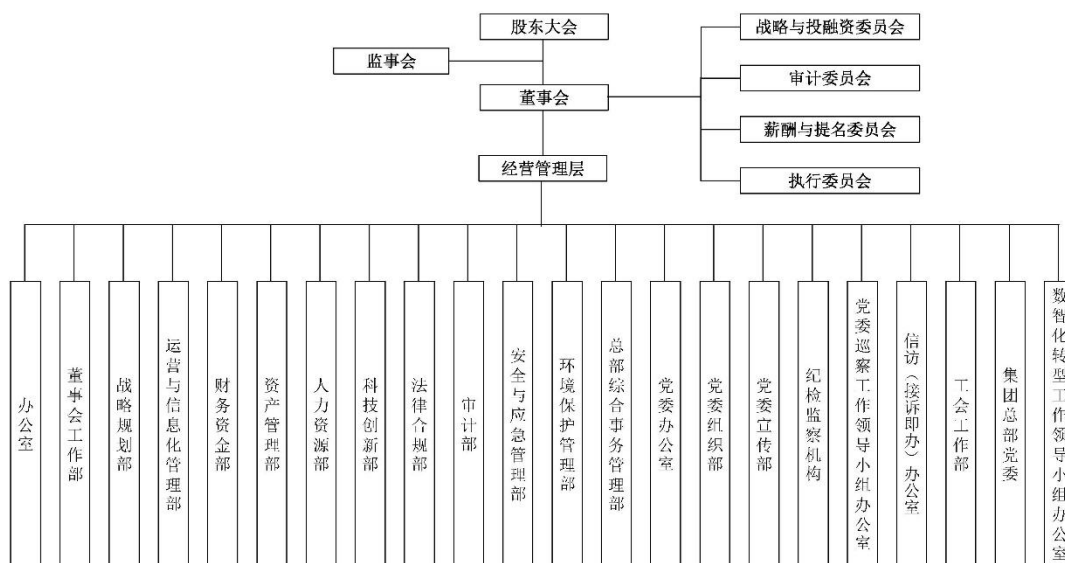 股东大会
监事会
董事会
经营管理层
战略与投融资委员会
审计委员会
薪酬与提名委员会
执行委员会
办公室
董事会工作部
战略规划部
运营与信息化管理部
财务资金部
资产管理部
人力资源部
科技创新部
法律合规部
审计部
安全与应急管理部
环境保护管理部
总部综合事务管理部
党委办公室
党委组织部
党委宣传部
纪检监察机构
党委巡察工作领导小组办公室
信访（接诉即办）办公室
工会工作部
集团总部党委
数智化转型工作领导小组办公室